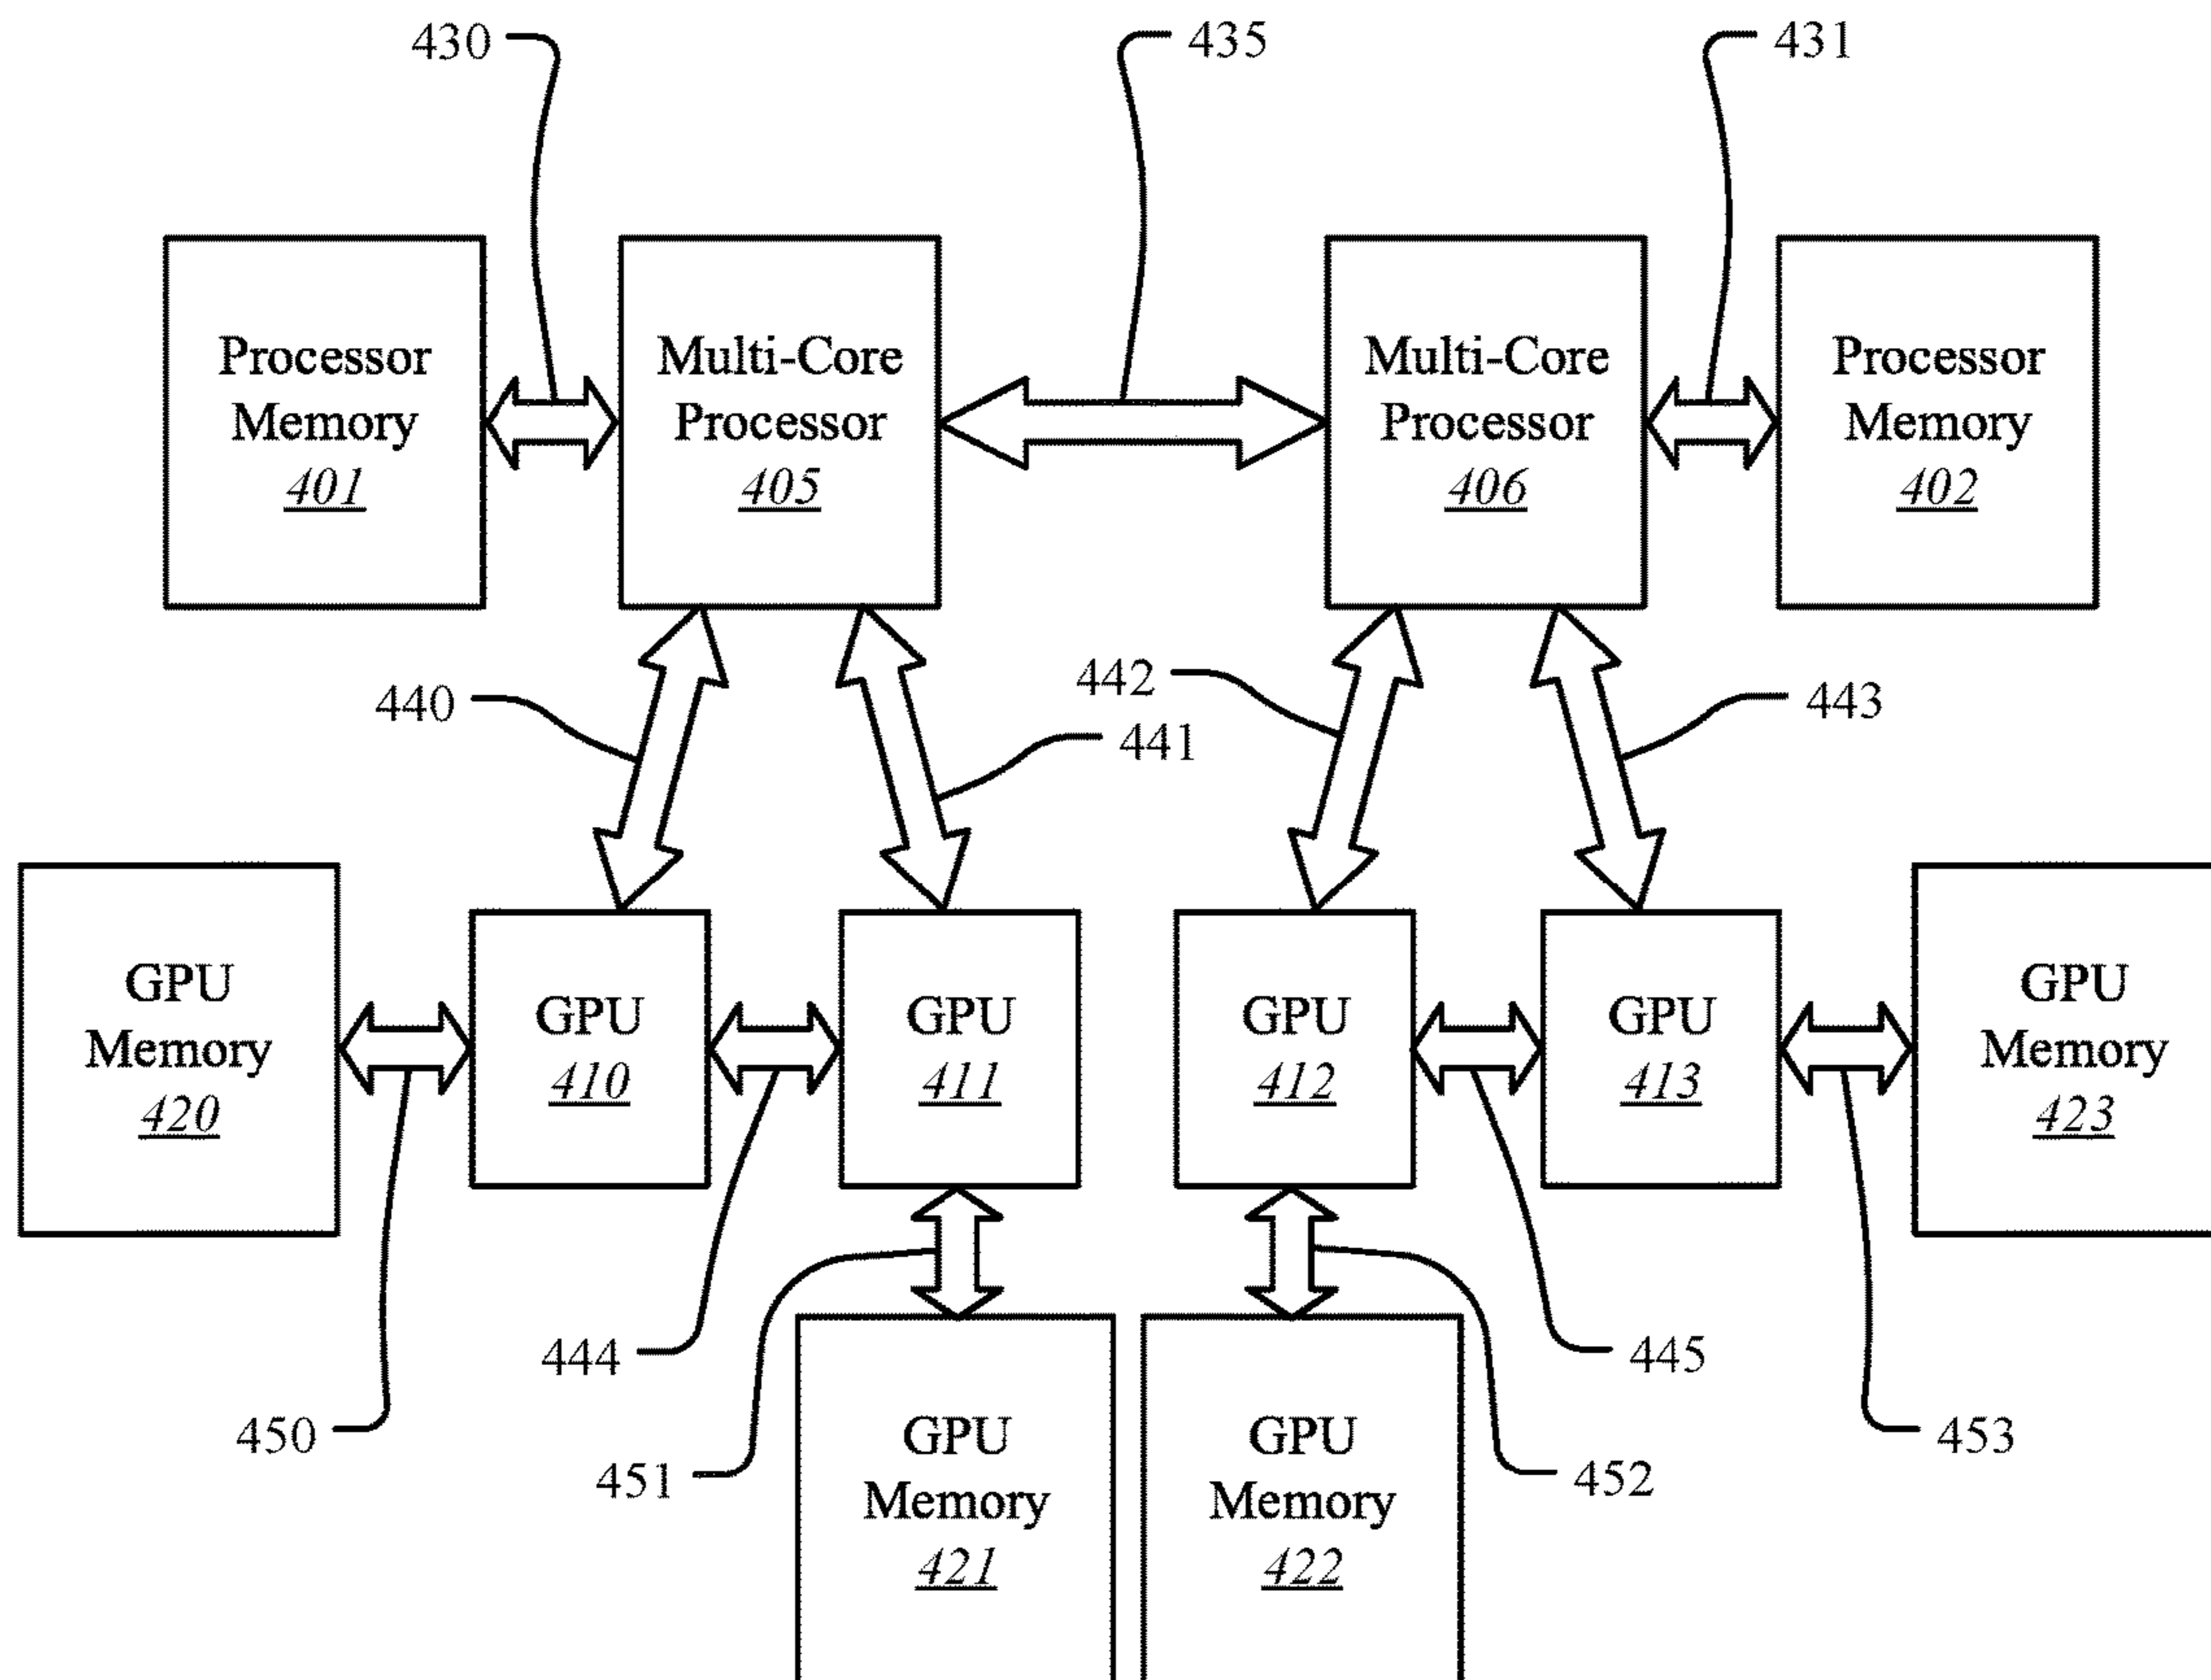 430
435
431
Processor
Memory
401
Multi-Core
Processor
405
Multi-Core
Processor
406
Processor
Memory
402
440
441
442
443
GPU
Memory
420
GPU
410
GPU
411
GPU
412
GPU
413
GPU
Memory
423
450
444
451
445
452
453
GPU
Memory
421
GPU
Memory
422